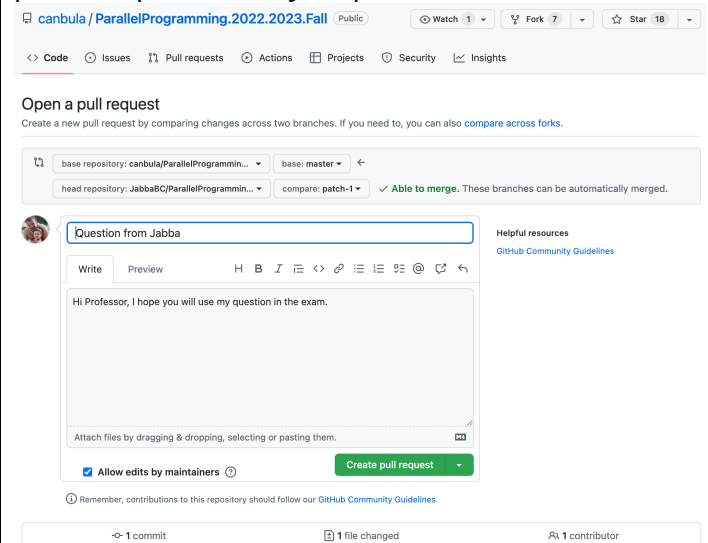 canbula / ParallelProgramming.2022.2023.Fall Public Watch 1 Fork 7 Star 18
Code Issues Pull requests Actions Projects Security Insights
Open a pull request
Create a new pull request by comparing changes across two branches. If you need to, you can also compare across forks.
base repository: canbula/ParallelProgrammin... base: master
head repository: JabbaBC/ParallelProgrammin... compare: patch-1 Able to merge. These branches can be automatically merged.
Question from Jabba
Helpful resources
GitHub Community Guidelines
Write Preview
Hi Professor, I hope you will use my question in the exam.
Attach files by dragging & dropping, selecting or pasting them.
Allow edits by maintainers
Create pull request
Remember, contributions to this repository should follow our GitHub Community Guidelines.
1 commit 1 file changed 1 contributor